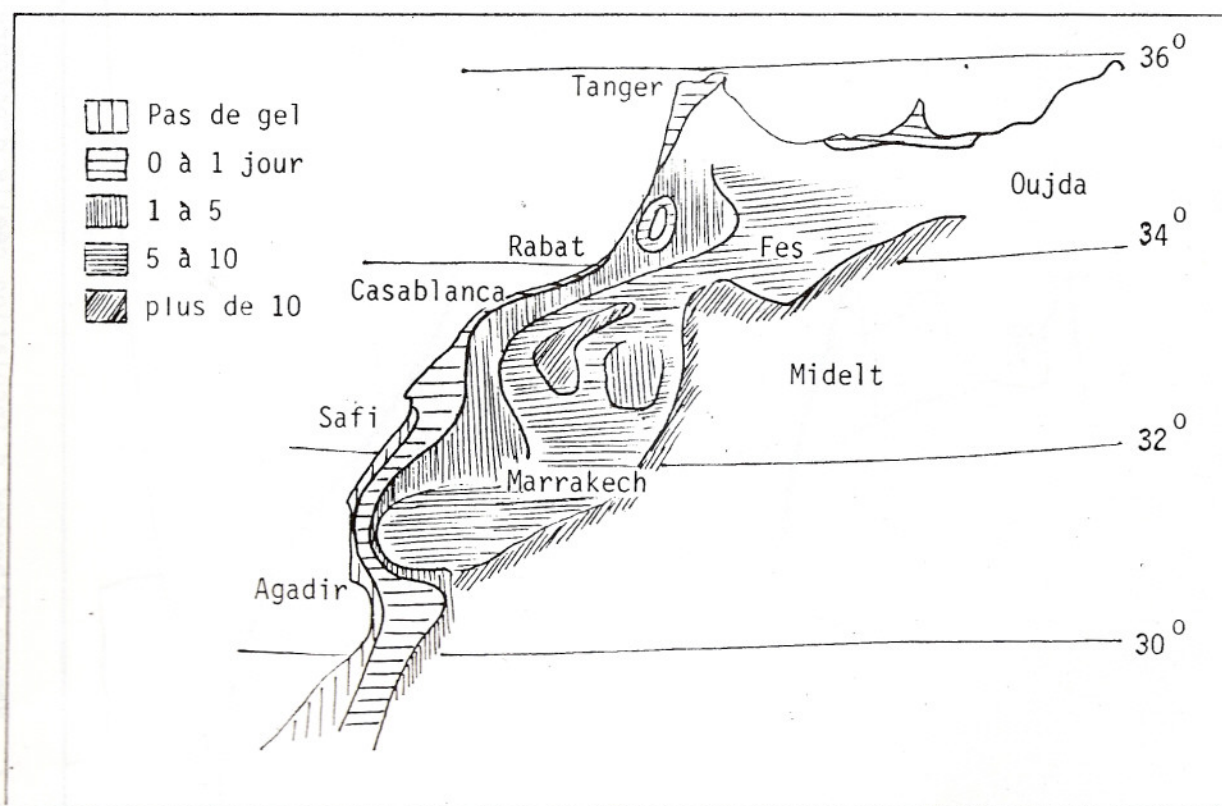 36°
Tanger
Pas de gel
0 à 1 jour
1 à 5
5 à 10
plus de 10
Oujda
34°
Rabat
Fes
Casablanca
Midelt
Safi
32°
Marrakech
Agadir
30°